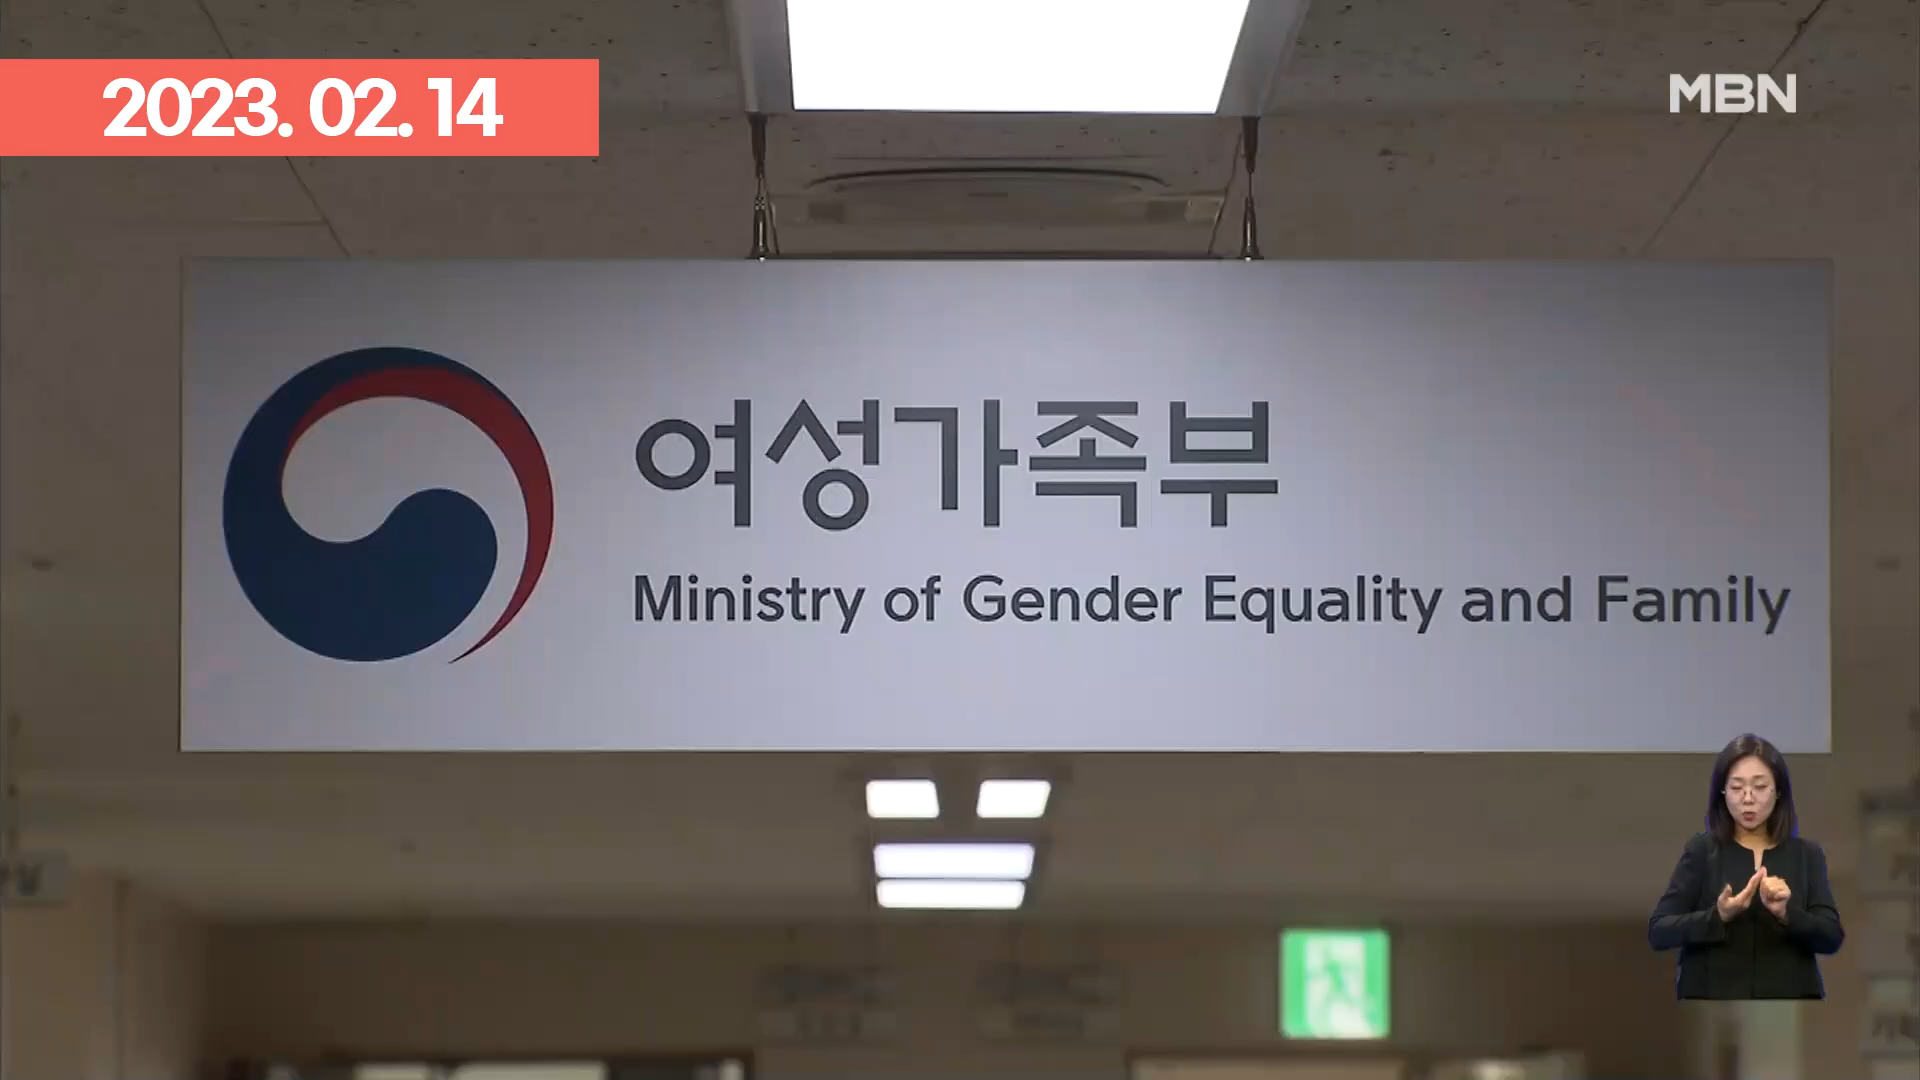 2023. 02. 14
MBN
여성가족부
Ministry of Gender Equality and Family